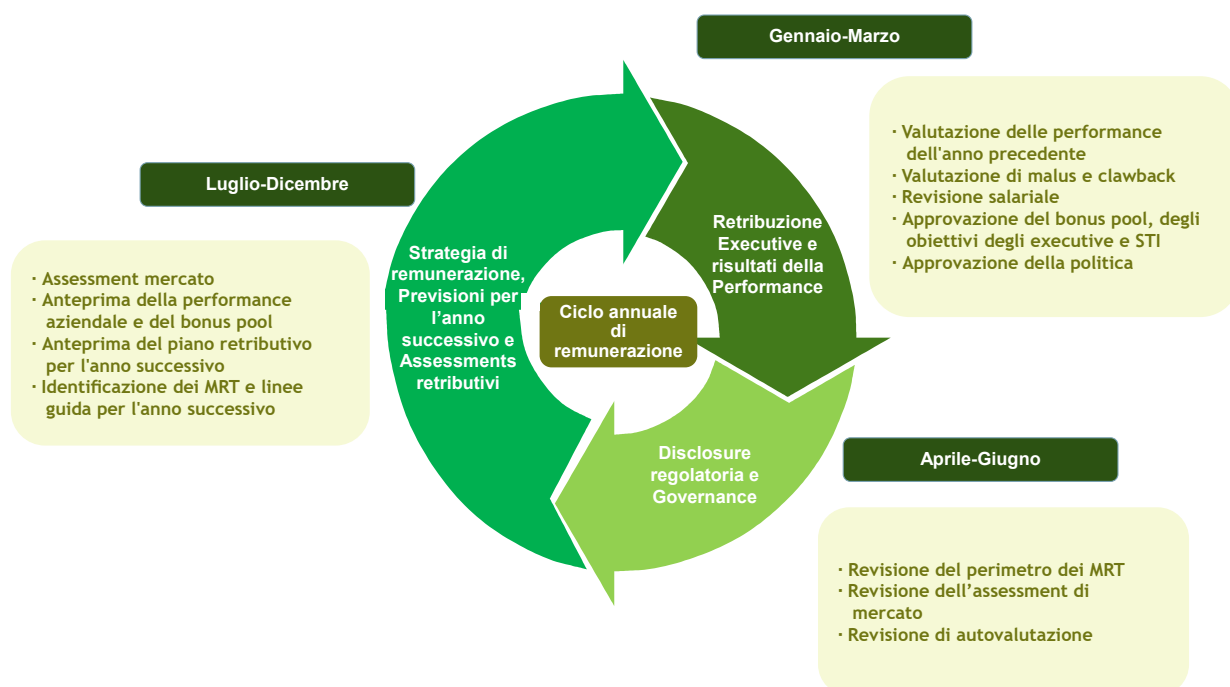 Gennaio-Marzo
· Valutazione delle performance
dell'anno precedente
· Valutazione di malus e clawback
· Revisione salariale
· Approvazione del bonus pool, degli
obiettivi degli executive e STI
· Approvazione della politica
Luglio-Dicembre
· Assessment mercato
· Anteprima della performance
aziendale e del bonus pool
· Anteprima del piano retributivo
per l'anno successivo
· Identificazione dei MRT e linee
guida per l'anno successivo
Strategia di
remunerazione,
Previsioni per
l’anno
successivo e
Assessments
retributivi
Ciclo annuale
di
remunerazione
Retribuzione
Executive e
risultati della
Performance
Disclosure
regolatoria e
Governance
Aprile-Giugno
· Revisione del perimetro dei MRT
· Revisione dell’assessment di
mercato
· Revisione di autovalutazione